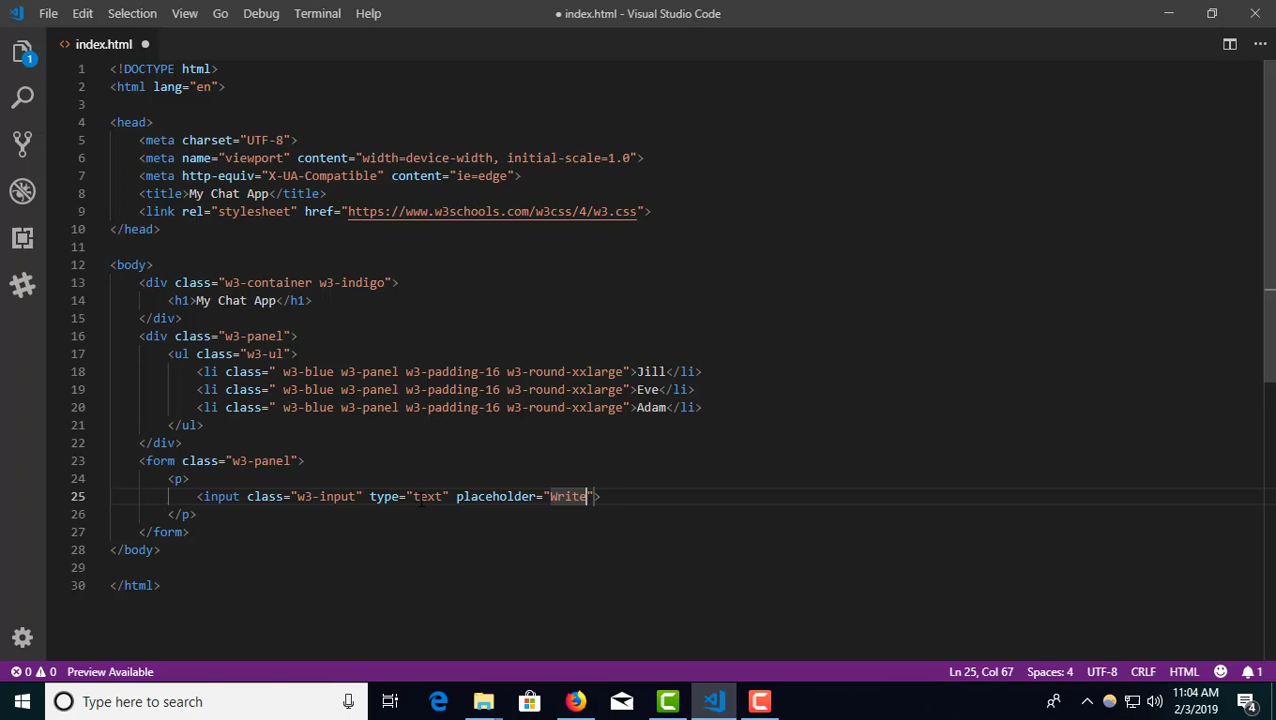 File Edit Selection View Go Debug Terminal Help ● index.html - Visual Studio Code
<> index.html ●
1 <!DOCTYPE html>
2 <html lang="en">
3
4 <head>
5 <meta charset="UTF-8">
6 <meta name="viewport" content="width=device-width, initial-scale=1.0">
7 <meta http-equiv="X-UA-Compatible" content="ie=edge">
8 <title>My Chat App</title>
9 <link rel="stylesheet" href="https://www.w3schools.com/w3css/4/w3.css">
10 </head>
11
12 <body>
13 <div class="w3-container w3-indigo">
14 <h1>My Chat App</h1>
15 </div>
16 <div class="w3-panel">
17 <ul class="w3-ul">
18 <li class=" w3-blue w3-panel w3-padding-16 w3-round-xxlarge">Jill</li>
19 <li class=" w3-blue w3-panel w3-padding-16 w3-round-xxlarge">Eve</li>
20 <li class=" w3-blue w3-panel w3-padding-16 w3-round-xxlarge">Adam</li>
21 </ul>
22 </div>
23 <form class="w3-panel">
24 <p>
25 <input class="w3-input" type="text" placeholder="Write">
26 </p>
27 </form>
28 </body>
29
30 </html>
1
0 0 Preview Available Ln 25, Col 67 Spaces: 4 UTF-8 CRLF HTML 1
Type here to search 11:04 AM
2/3/2019 4